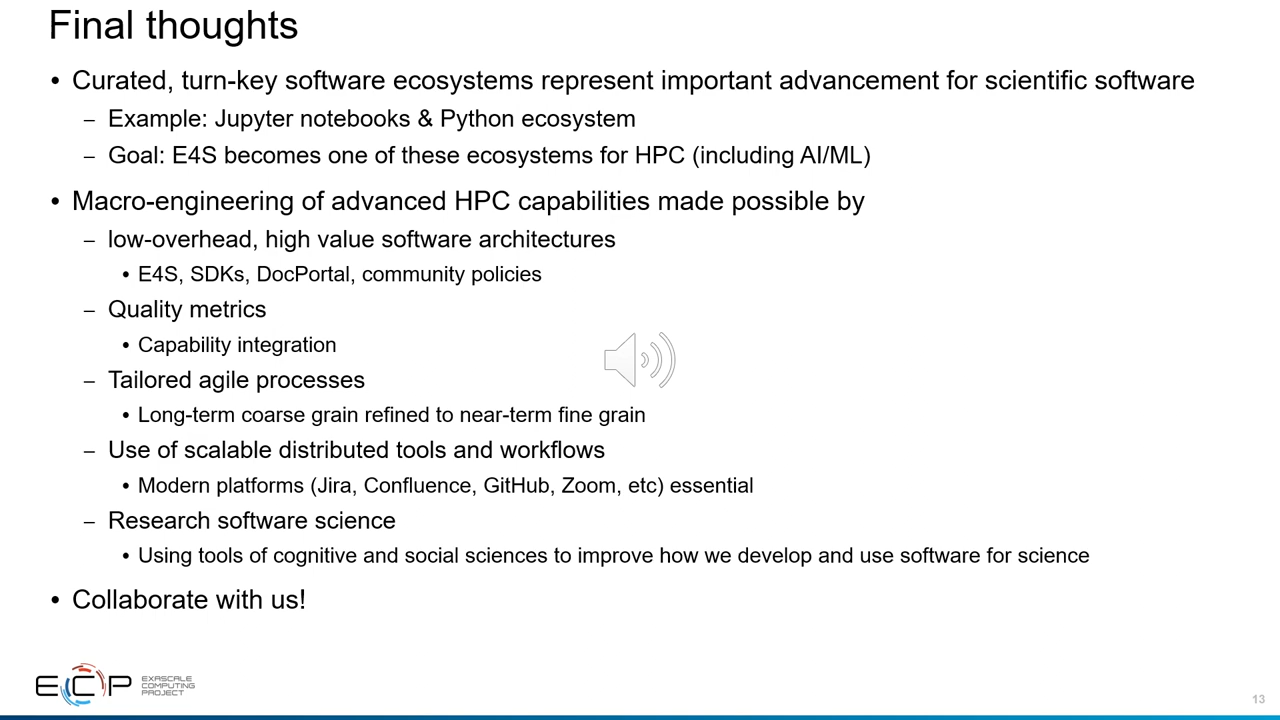 Final thoughts
• Curated, turn-key software ecosystems represent important advancement for scientific software
– Example: Jupyter notebooks & Python ecosystem
– Goal: E4S becomes one of these ecosystems for HPC (including AI/ML)
• Macro-engineering of advanced HPC capabilities made possible by
– low-overhead, high value software architectures
• E4S, SDKs, DocPortal, community policies
– Quality metrics
• Capability integration
– Tailored agile processes
• Long-term coarse grain refined to near-term fine grain
– Use of scalable distributed tools and workflows
• Modern platforms (Jira, Confluence, GitHub, Zoom, etc) essential
– Research software science
• Using tools of cognitive and social sciences to improve how we develop and use software for science
• Collaborate with us!
ECP
EXASCALE
COMPUTING
PROJECT
13